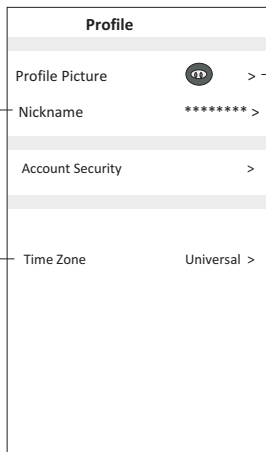 Profile
Profile Picture >
Nickname ******** >
Account Security >
Time Zone Universal >